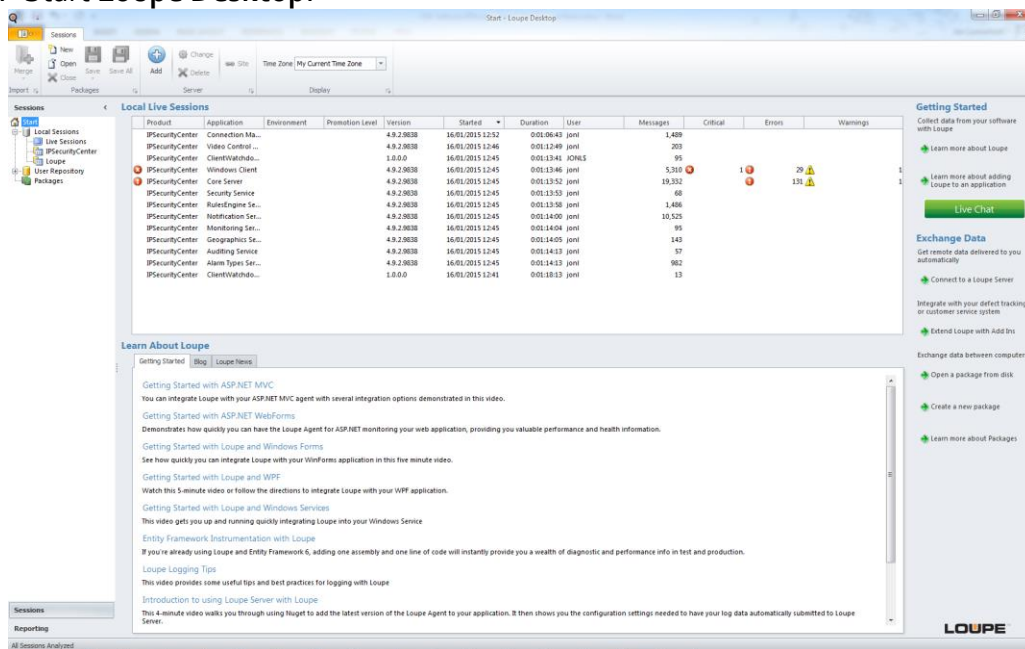 Start Loupe Desktop.
Start - Loupe Desktop
Sessions
Merge
New
Open
Close
Save
Save All
Add
Change
Delete
Site
Time Zone My Current Time Zone
Import
Packages
Server
Display
Sessions
Start
Local Sessions
Live Sessions
IPSecurityCenter
Loupe
User Repository
Packages
Local Live Sessions
Product Application Environment Promotion Level Version Started Duration User Messages Critical Errors Warnings
IPSecurityCenter Connection Ma... 4.9.2.9838 16/01/2015 12:52 0:01:06:43 jonl 1,489
IPSecurityCenter Video Control ... 4.9.2.9838 16/01/2015 12:46 0:01:12:49 jonl 203
IPSecurityCenter ClientWatchdo... 1.0.0.0 16/01/2015 12:45 0:01:13:41 JONLS 95
IPSecurityCenter Windows Client 4.9.2.9838 16/01/2015 12:45 0:01:13:46 jonl 5,310 1 29 1
IPSecurityCenter Core Server 4.9.2.9838 16/01/2015 12:45 0:01:13:52 jonl 19,332 131 1
IPSecurityCenter Security Service 4.9.2.9838 16/01/2015 12:45 0:01:13:53 jonl 68
IPSecurityCenter RulesEngine Se... 4.9.2.9838 16/01/2015 12:45 0:01:13:58 jonl 1,486
IPSecurityCenter Notification Ser... 4.9.2.9838 16/01/2015 12:45 0:01:14:00 jonl 10,525
IPSecurityCenter Monitoring Ser... 4.9.2.9838 16/01/2015 12:45 0:01:14:04 jonl 95
IPSecurityCenter Geographics Se... 4.9.2.9838 16/01/2015 12:45 0:01:14:05 jonl 143
IPSecurityCenter Auditing Service 4.9.2.9838 16/01/2015 12:45 0:01:14:13 jonl 57
IPSecurityCenter Alarm Types Ser... 4.9.2.9838 16/01/2015 12:45 0:01:14:13 jonl 982
IPSecurityCenter ClientWatchdo... 1.0.0.0 16/01/2015 12:41 0:01:18:13 jonl 13
Learn About Loupe
Getting Started Blog Loupe News
Getting Started with ASP.NET MVC
You can integrate Loupe with your ASP.NET MVC agent with several integration options demonstrated in this video.
Getting Started with ASP.NET WebForms
Demonstrates how quickly you can have the Loupe Agent for ASP.NET monitoring your web application, providing you valuable performance and health information.
Getting Started with Loupe and Windows Forms
See how quickly you can integrate Loupe with your WinForms application in this five minute video.
Getting Started with Loupe and WPF
Watch this 5-minute video or follow the directions to integrate Loupe with your WPF application.
Getting Started with Loupe and Windows Services
This video gets you up and running quickly integrating Loupe into your Windows Service
Entity Framework Instrumentation with Loupe
If you're already using Loupe and Entity Framework 6, adding one assembly and one line of code will instantly provide you a wealth of diagnostic and performance info in test and production.
Loupe Logging Tips
This video provides some useful tips and best practices for logging with Loupe
Introduction to using Loupe Server with Loupe
This 4-minute video walks you through using Nuget to add the latest version of the Loupe Agent to your application. It then shows you the configuration settings needed to have your log data automatically submitted to Loupe
Server.
Getting Started
Collect data from your software
with Loupe
Learn more about Loupe
Learn more about adding
Loupe to an application
Live Chat
Exchange Data
Get remote data delivered to you
automatically
Connect to a Loupe Server
Integrate with your defect tracking
or customer service system
Extend Loupe with Add Ins
Exchange data between computer
Open a package from disk
Create a new package
Learn more about Packages
LOUPE
Sessions
Reporting
All Sessions Analyzed